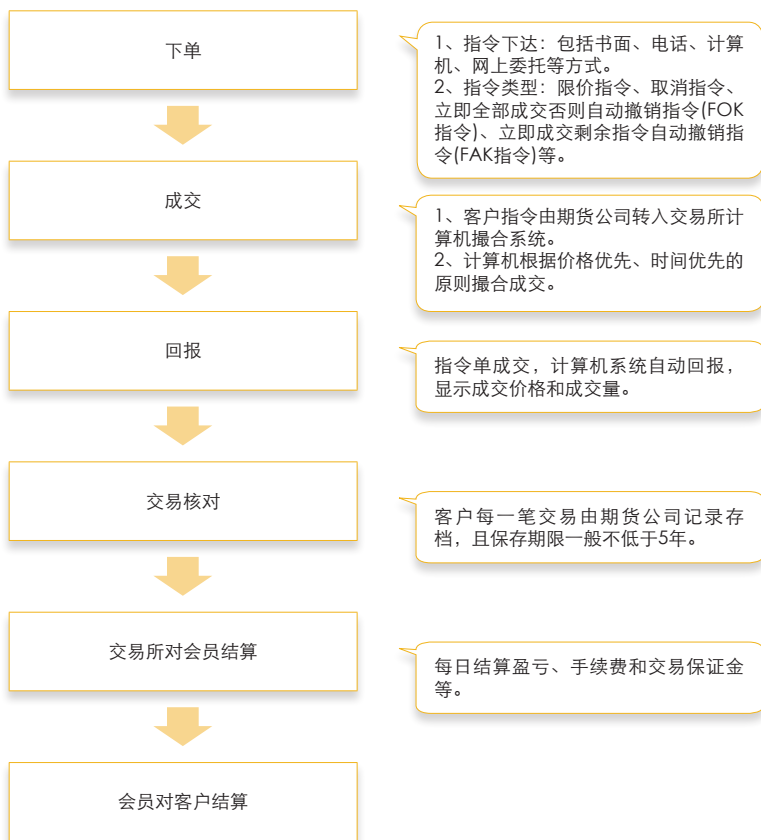 下单
1、指令下达：包括书面、电话、计算
机、网上委托等方式。
2、指令类型：限价指令、取消指令、
立即全部成交否则自动撤销指令(FOK
指令)、立即成交剩余指令自动撤销指
令(FAK指令)等。
成交
1、客户指令由期货公司转入交易所计
算机撮合系统。
2、计算机根据价格优先、时间优先的
原则撮合成交。
回报
指令单成交，计算机系统自动回报，
显示成交价格和成交量。
交易核对
客户每一笔交易由期货公司记录存
档，且保存期限一般不低于5年。
交易所对会员结算
每日结算盈亏、手续费和交易保证金
等。
会员对客户结算